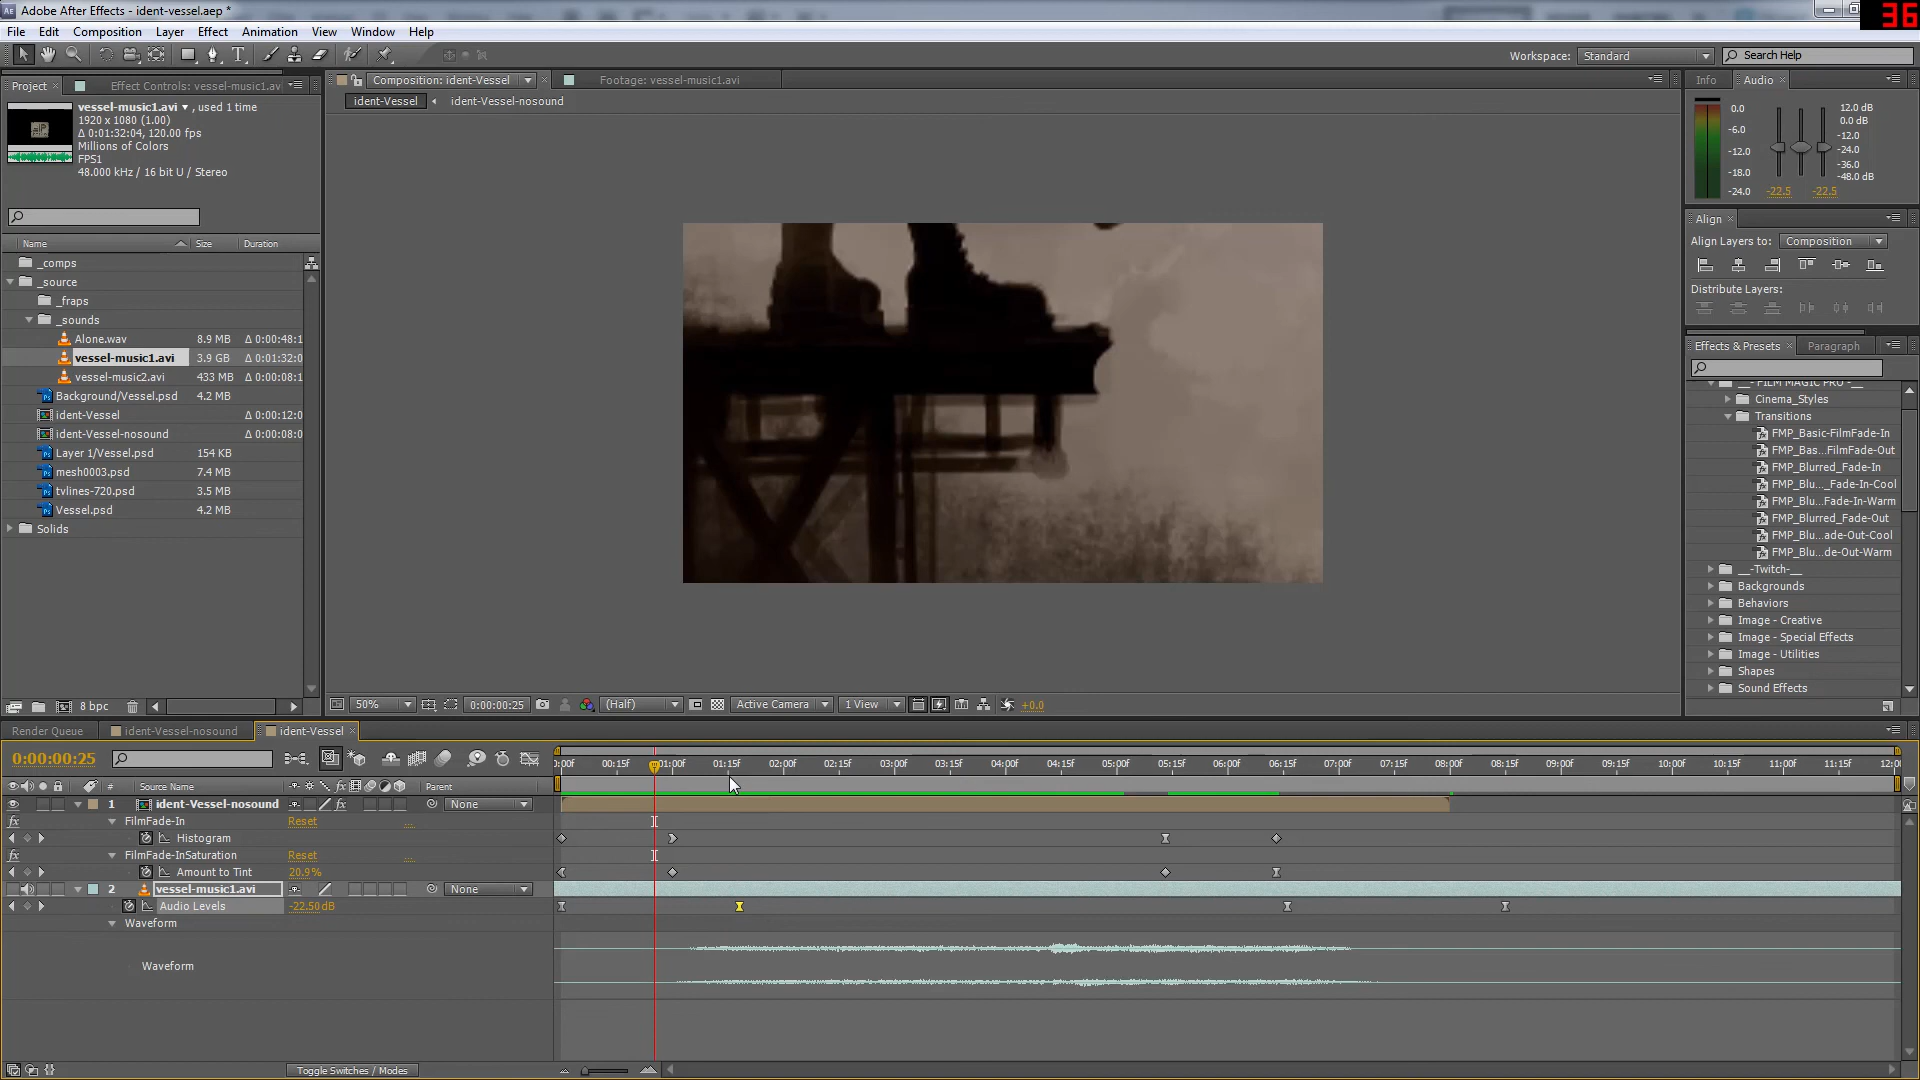 Adobe After Effects - ident-vessel.aep *
36
File Edit Composition Layer Effect Animation View Window Help
Workspace: Standard
Search Help
Project
Effect Controls: vessel-music1.av
vessel-music1.avi , used 1 time
1920 x 1080 (1.00)
Δ 0:01:32:04, 120.00 fps
Millions of Colors
FPS1
48.000 kHz / 16 bit U / Stereo
Name Size Duration
_comps
_source
_fraps
_sounds
Alone.wav 8.9 MB Δ 0:00:48:1
vessel-music1.avi 3.9 GB Δ 0:01:32:0
vessel-music2.avi 433 MB Δ 0:00:08:1
Background/Vessel.psd 4.2 MB
ident-Vessel Δ 0:00:12:0
ident-Vessel-nosound Δ 0:00:08:0
Layer 1/Vessel.psd 154 KB
mesh0003.psd 7.4 MB
tvlines-720.psd 3.5 MB
Vessel.psd 4.2 MB
Solids
8 bpc
Composition: ident-Vessel
Footage: vessel-music1.avi
ident-Vessel ident-Vessel-nosound
50% 0:00:00:25 (Half) Active Camera 1 View +0.0
Info Audio
0.0
-6.0
-12.0
-18.0
-24.0
12.0 dB
0.0 dB
-12.0
-24.0
-36.0
-48.0 dB
-22.5 -22.5
Align
Align Layers to: Composition
Distribute Layers:
Effects & Presets Paragraph
__- FILM MAGIC PRO -__
Cinema_Styles
Transitions
FMP_Basic-FilmFade-In
FMP_Bas...FilmFade-Out
FMP_Blurred_Fade-In
FMP_Blu..._Fade-In-Cool
FMP_Blu...Fade-In-Warm
FMP_Blurred_Fade-Out
FMP_Blu...ade-Out-Cool
FMP_Blu...de-Out-Warm
__-Twitch-__
Backgrounds
Behaviors
Image - Creative
Image - Special Effects
Image - Utilities
Shapes
Sound Effects
Render Queue ident-Vessel-nosound ident-Vessel
0:00:00:25
:00f 00:15f 01:00f 01:15f 02:00f 02:15f 03:00f 03:15f 04:00f 04:15f 05:00f 05:15f 06:00f 06:15f 07:00f 07:15f 08:00f 08:15f 09:00f 09:15f 10:00f 10:15f 11:00f 11:15f 12:0
# Source Name Parent
1 ident-Vessel-nosound None
FilmFade-In Reset ...
Histogram
FilmFade-InSaturation Reset ...
Amount to Tint 20.9%
2 vessel-music1.avi None
Audio Levels -22.50 dB
Waveform
Waveform
Toggle Switches / Modes